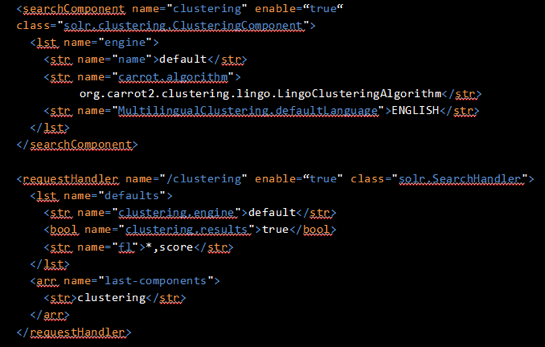 <searchComponent name="clustering" enable=“true“
class="solr.clustering.ClusteringComponent">
<lst name="engine">
<str name="name">default</str>
<str name="carrot.algorithm">
org.carrot2.clustering.lingo.LingoClusteringAlgorithm</str>
<str name="MultilingualClustering.defaultLanguage">ENGLISH</str>
</lst>
</searchComponent>
<requestHandler name="/clustering" enable=“true" class="solr.SearchHandler">
<lst name="defaults">
<str name="clustering.engine">default</str>
<bool name="clustering.results">true</bool>
<str name="fl">*,score</str>
</lst>
<arr name="last-components">
<str>clustering</str>
</arr>
</requestHandler>